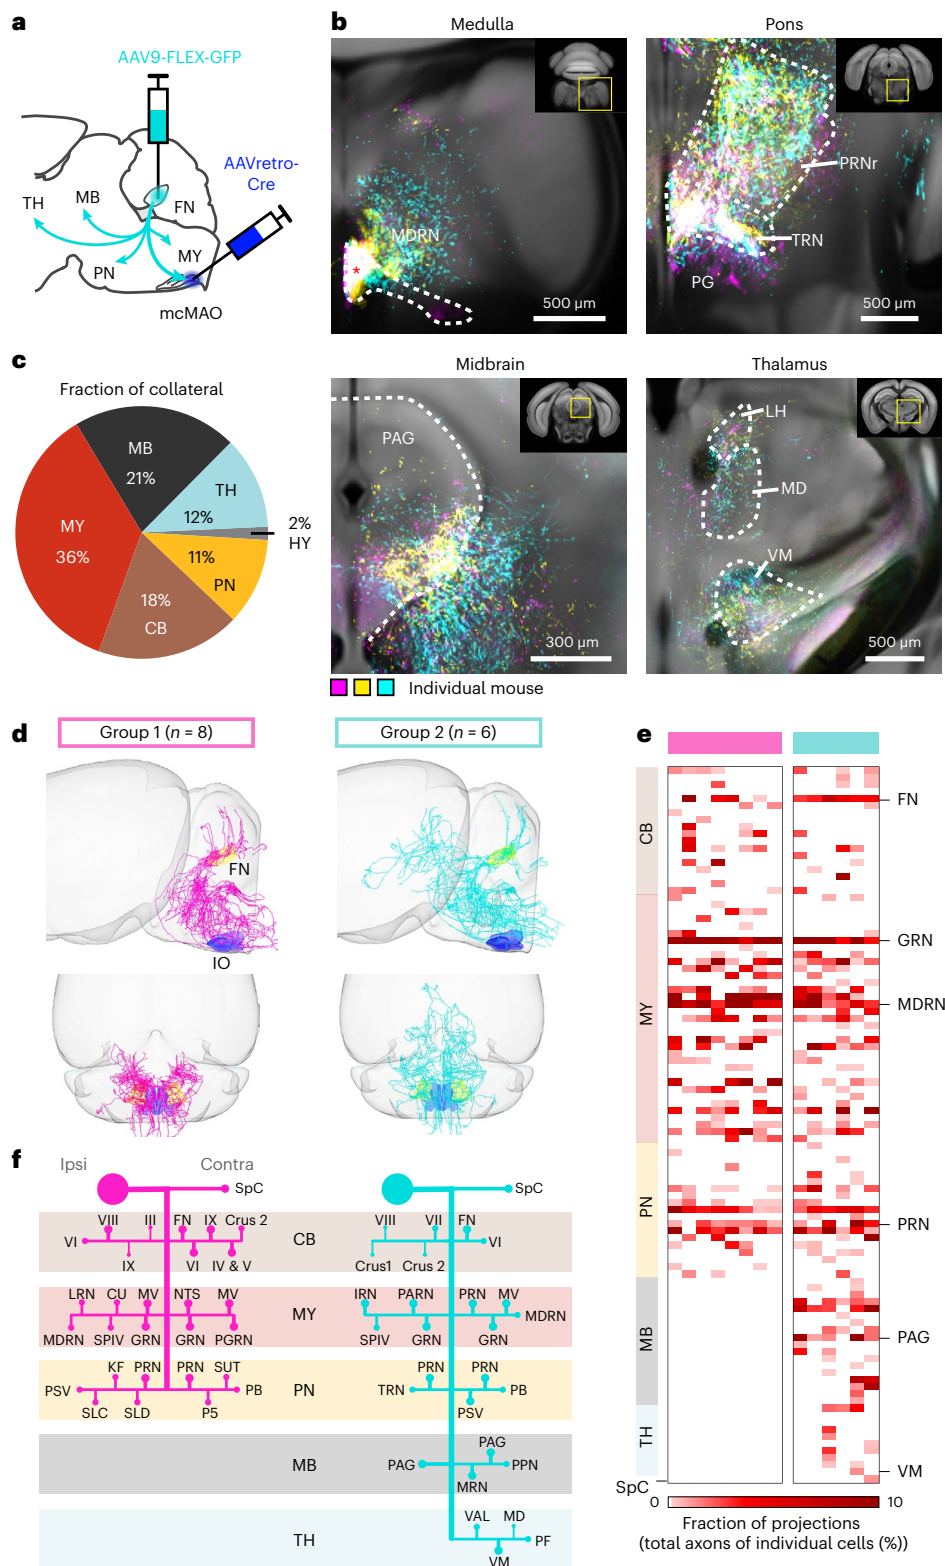 a
AAV9-FLEX-GFP
AAVretro-
Cre
TH
MB
FN
MY
PN
mcMAO
b
Medulla
MDRN
*
500 µm
Pons
PRNr
TRN
PG
500 µm
Midbrain
PAG
300 µm
Thalamus
LH
MD
VM
500 µm
Individual mouse
c
Fraction of collateral
MB
21%
TH
12%
2%
HY
11%
PN
18%
CB
MY
36%
d
Group 1 (n = 8)
Group 2 (n = 6)
FN
IO
e
CB
MY
PN
MB
TH
SpC
FN
GRN
MDRN
PRN
PAG
VM
0
10
Fraction of projections
(total axons of individual cells (%))
f
Ipsi
Contra
SpC
SpC
VIII
III
FN
IX
Crus 2
VI
IX
VI
IV & V
CB
VIII
VII
FN
VI
Crus1
Crus 2
LRN
CU
MV
NTS
MV
MDRN
SPIV
GRN
GRN
PGRN
MY
IRN
PARN
PRN
MV
MDRN
SPIV
GRN
GRN
KF
PRN
PRN
SUT
PSV
PB
SLC
SLD
P5
PN
PRN
PRN
TRN
PB
PSV
MB
PAG
PAG
PPN
MRN
TH
VAL
MD
PF
VM